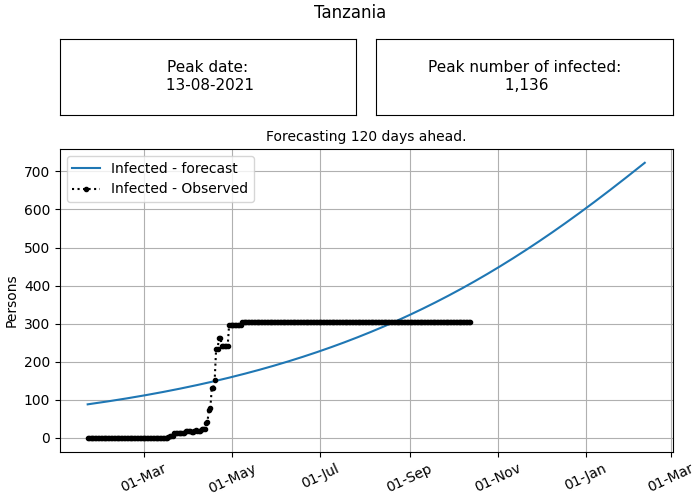 Tanzania
Peak date:
13-08-2021
Peak number of infected:
1,136
Forecasting 120 days ahead.
Infected - forecast
Infected - Observed
Persons
700
600
500
400
300
200
100
0
01-Mar
01-May
01-Jul
01-Sep
01-Nov
01-Jan
01-Mar